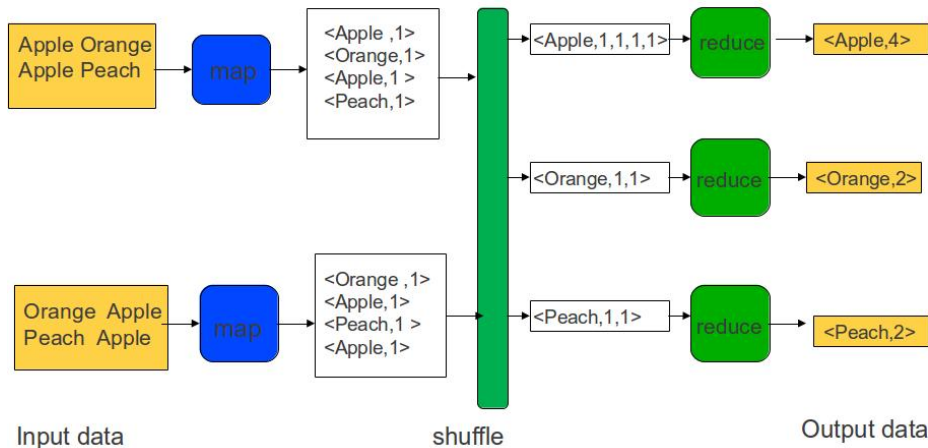 Apple Orange
Apple Peach
map
<Apple ,1>
<Orange,1>
<Apple,1 >
<Peach,1>
<Apple,1,1,1,1>
reduce
<Apple,4>
<Orange,1,1>
reduce
<Orange,2>
Orange Apple
Peach Apple
map
<Orange ,1>
<Apple,1>
<Peach,1 >
<Apple,1>
<Peach,1,1>
reduce
<Peach,2>
Input data
shuffle
Output data